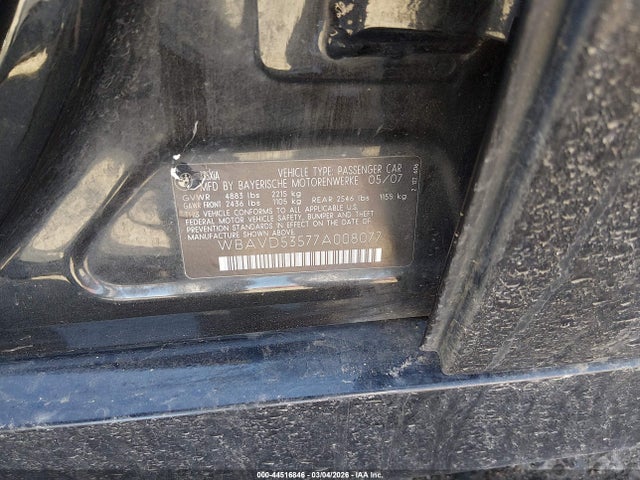 VEHICLE TYPE: PASSENGER CAR
MFD BY BAYERISCHE MOTORENWERKE 05/07
GVWR 4883 lbs 2215 kg
GAWR FRONT 2436 lbs 1105 kg REAR 2546 lbs 1155 kg
THIS VEHICLE CONFORMS TO ALL APPLICABLE
FEDERAL MOTOR VEHICLE SAFETY, BUMPER AND THEFT
PREVENTION STANDARDS IN EFFECT ON THE DATE OF
MANUFACTURE SHOWN ABOVE.
WBAVD53577A008077
000-44516846 - 03/04/2026 - IAA, Inc.